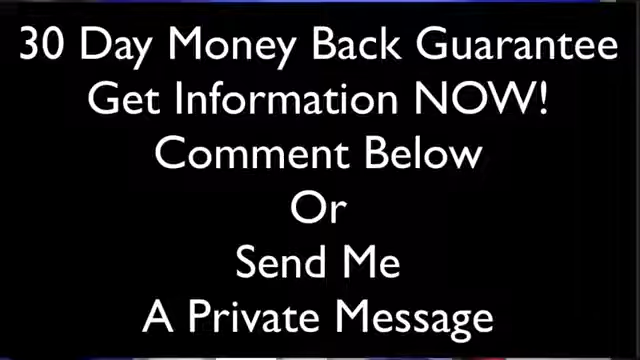 30 Day Money Back Guarantee
Get Information NOW!
Comment Below
Or
Send Me
A Private Message